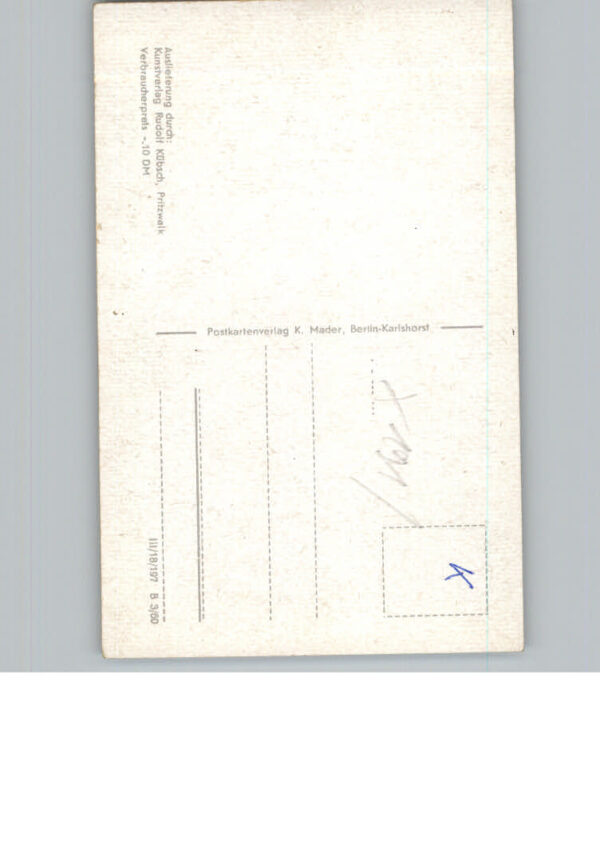 Auslieferung durch:
Kunstverlag Rudolf Kübsch, Pritzwalk
Verbraucherpreis -.10 DM
Postkartenverlag K. Mader, Berlin-Karlshorst
III/18/197 B 3/60
K